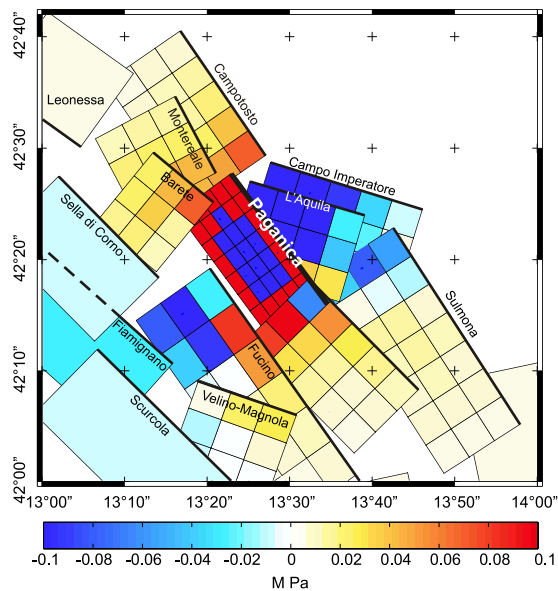 42°40'
42°30'
42°20'
42°10'
42°00'
Leonessa
Campotosto
Montereale
Barete
Campo Imperatore
L'Aquila
Paganica
Sella di Corno
Fiamignano
Scurcola
Fucino
Velino-Magnola
Sulmona
13°00” 13°10” 13°20” 13°30” 13°40” 13°50” 14°00”
-0.1 -0.08 -0.06 -0.04 -0.02 0 0.02 0.04 0.06 0.08 0.1
M Pa